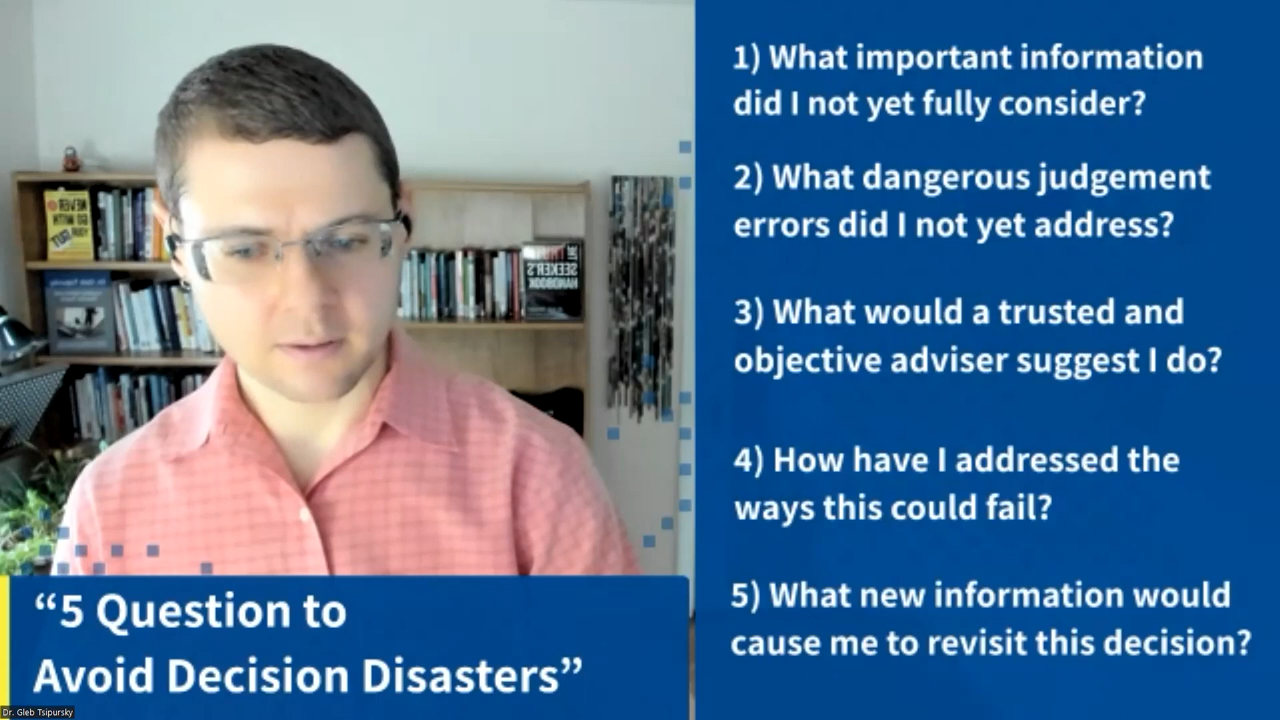 1) What important information
did I not yet fully consider?
2) What dangerous judgement
errors did I not yet address?
3) What would a trusted and
objective adviser suggest I do?
4) How have I addressed the
ways this could fail?
5) What new information would
cause me to revisit this decision?
“5 Question to
Avoid Decision Disasters”
Dr. Gleb Tsipursky
NEVER
GO WITH
YOUR
SEEKER'S
HANDBOOK